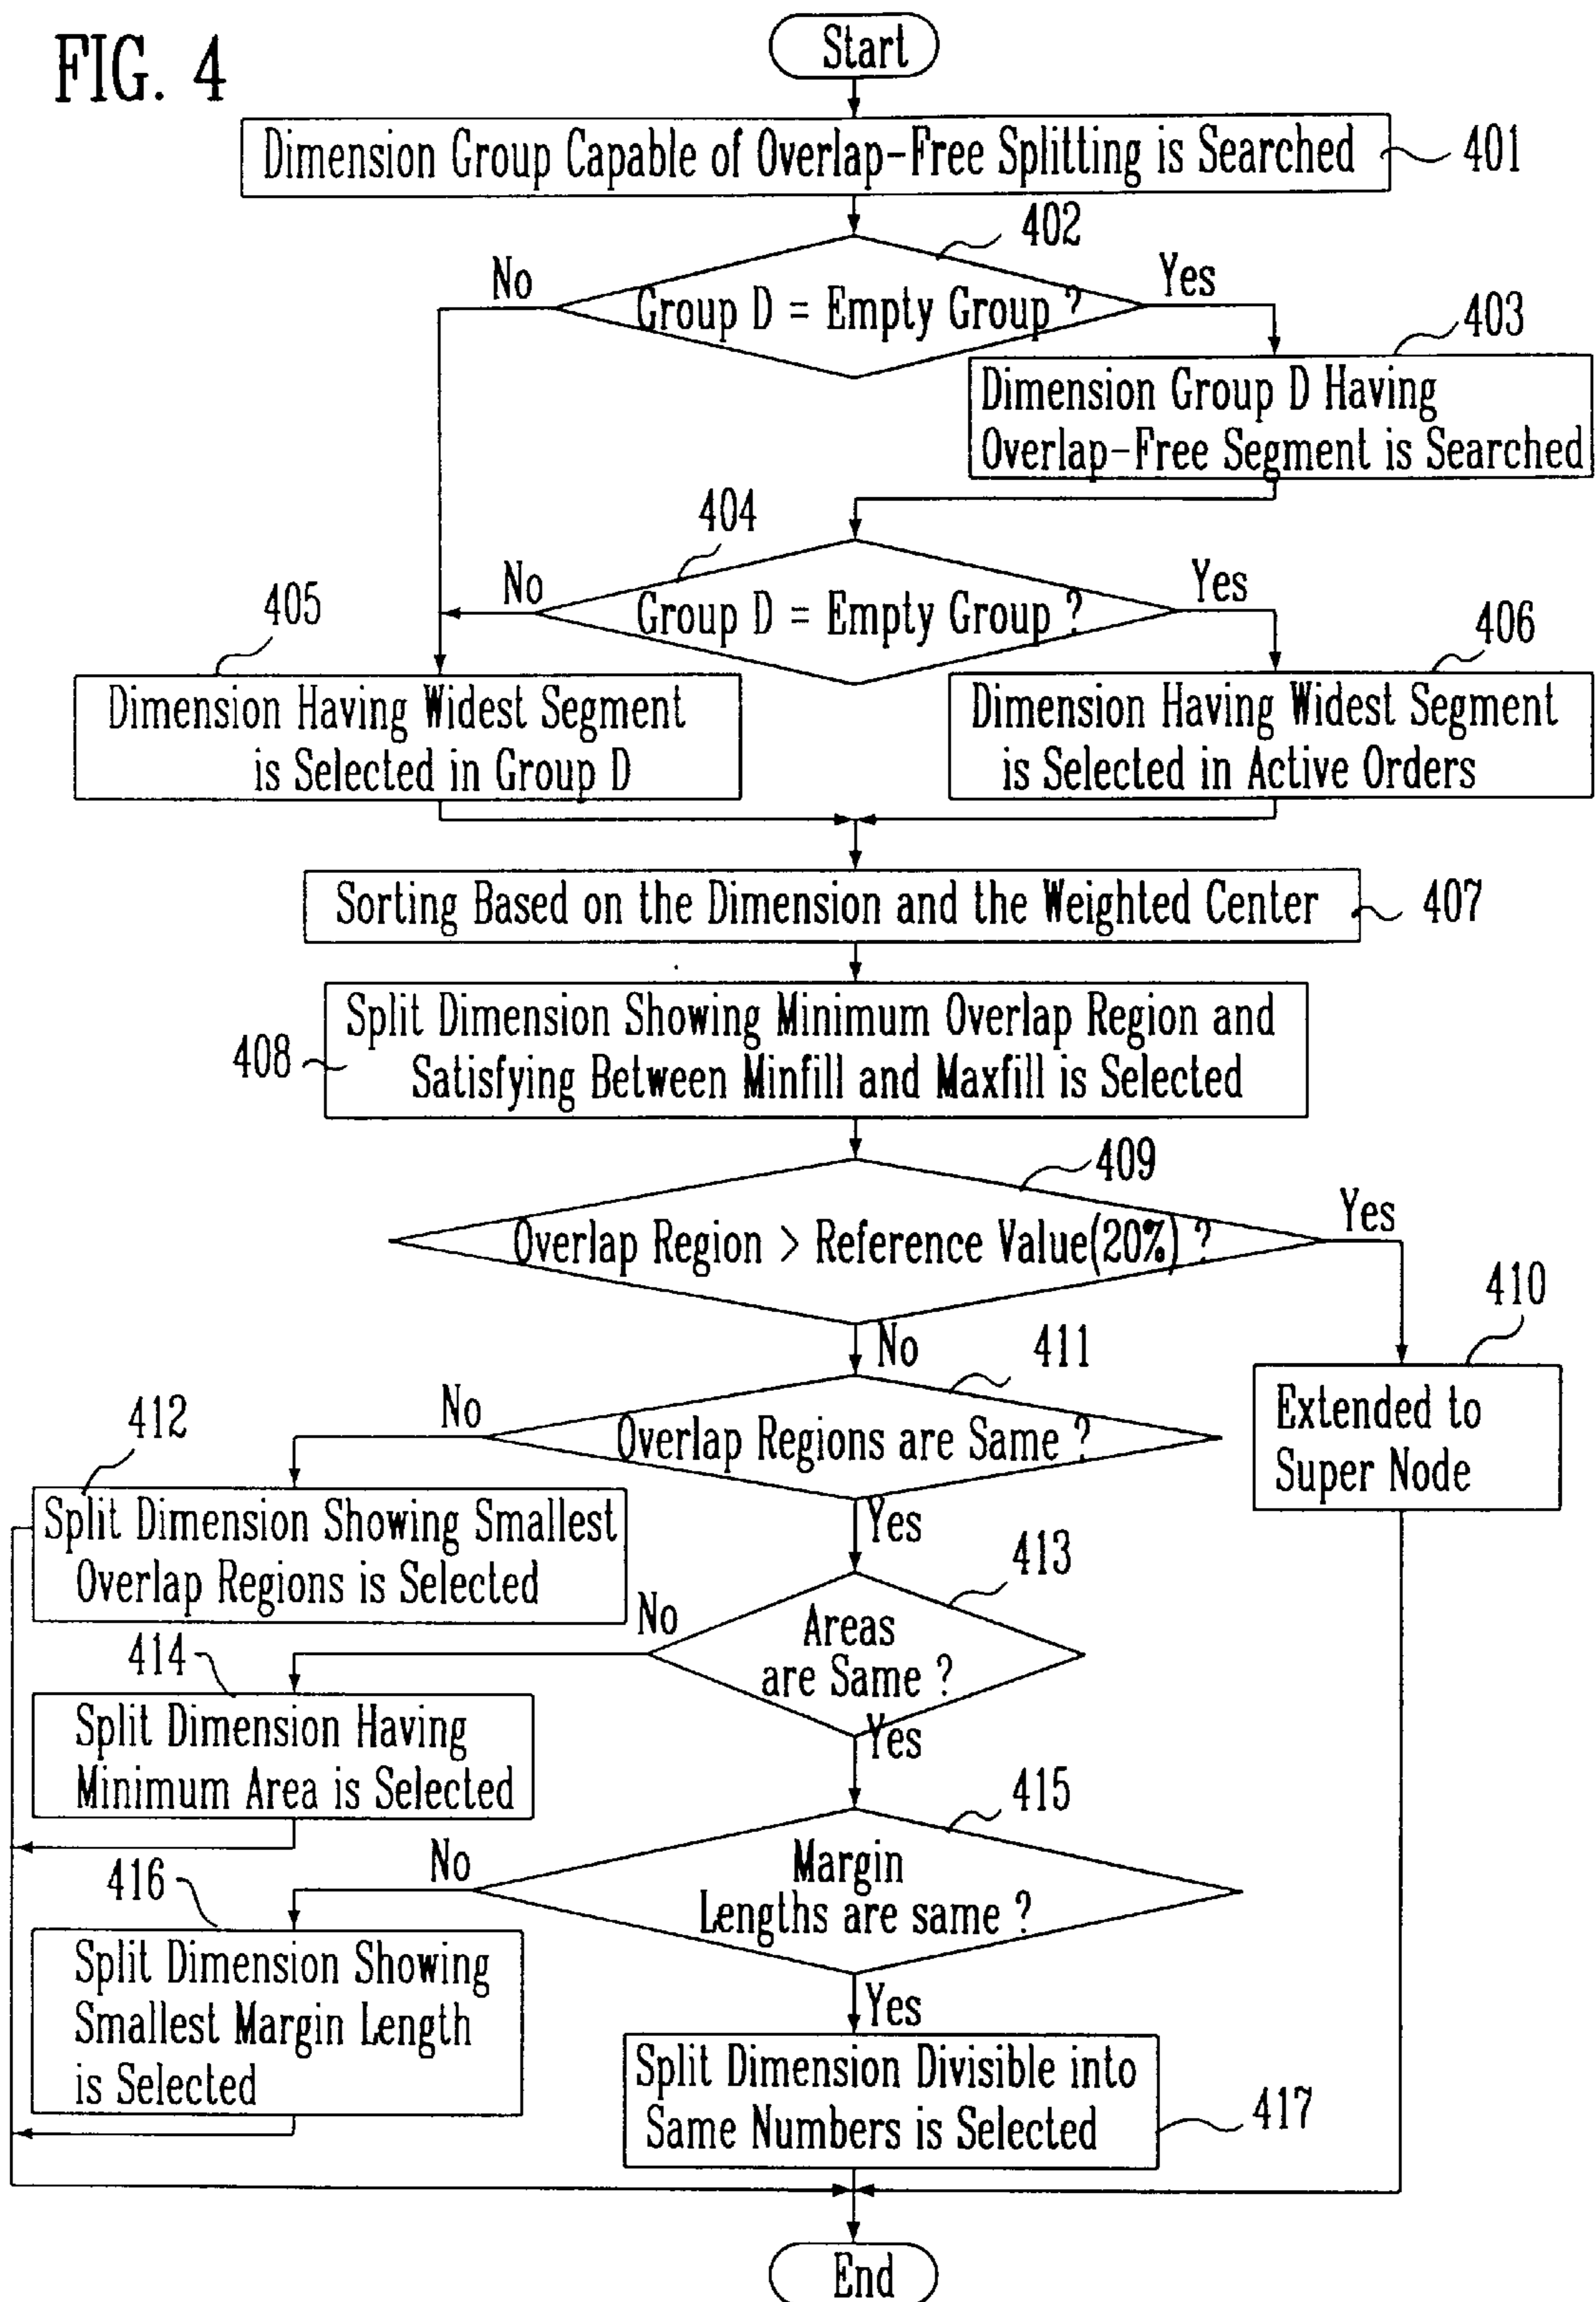 FIG. 4
Start
Dimension Group Capable of Overlap-Free Splitting is Searched
401
402
No
Group D = Empty Group ?
Yes
403
Dimension Group D Having
Overlap-Free Segment is Searched
404
No
Group D = Empty Group ?
Yes
405
406
Dimension Having Widest Segment
is Selected in Group D
Dimension Having Widest Segment
is Selected in Active Orders
Sorting Based on the Dimension and the Weighted Center
407
408
Split Dimension Showing Minimum Overlap Region and
Satisfying Between Minfill and Maxfill is Selected
409
Overlap Region > Reference Value(20%) ?
Yes
410
No
411
Extended to
Super Node
412
No
Overlap Regions are Same ?
Split Dimension Showing Smallest
Overlap Regions is Selected
Yes
413
No
Areas
are Same ?
414
Split Dimension Having
Minimum Area is Selected
Yes
415
No
Margin
Lengths are same ?
416
Split Dimension Showing
Smallest Margin Length
is Selected
Yes
Split Dimension Divisible into
Same Numbers is Selected
417
End